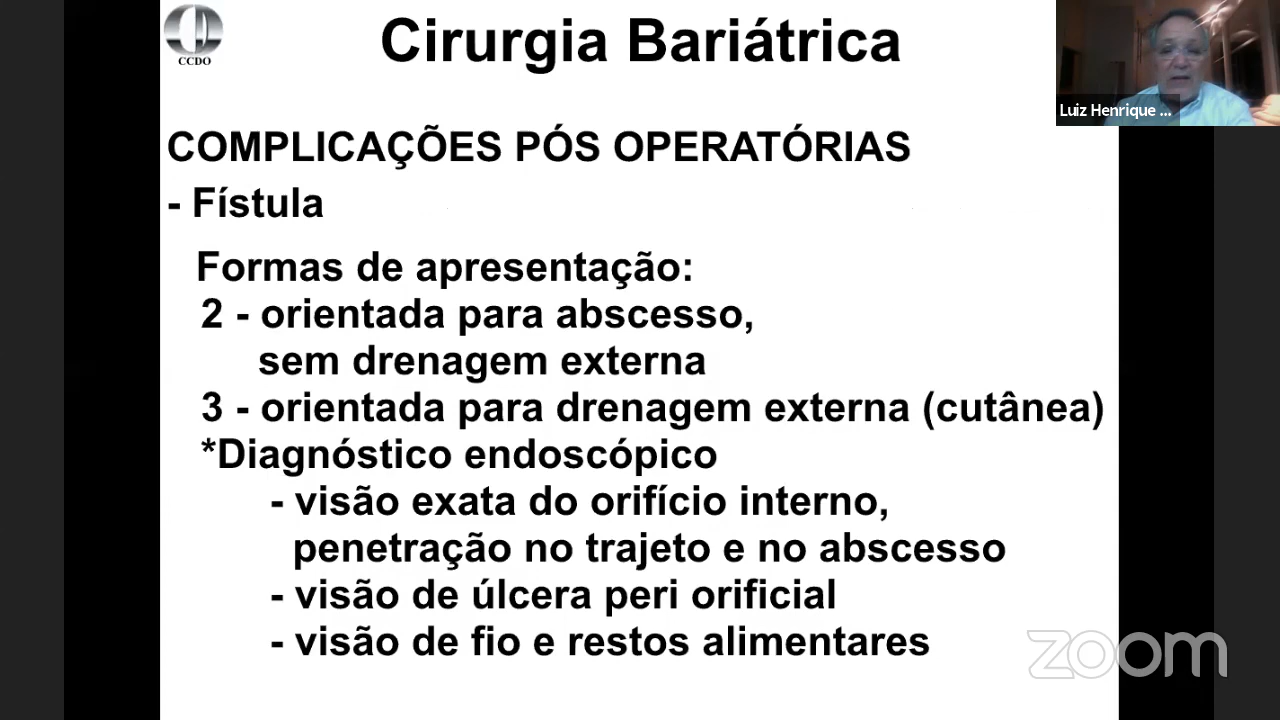 CCDO
Cirurgia Bariátrica
Luiz Henrique ...
COMPLICAÇÕES PÓS OPERATÓRIAS
- Fístula
Formas de apresentação:
2 - orientada para abscesso,
sem drenagem externa
3 - orientada para drenagem externa (cutânea)
*Diagnóstico endoscópico
- visão exata do orifício interno,
penetração no trajeto e no abscesso
- visão de úlcera peri orificial
- visão de fio e restos alimentares
zoom